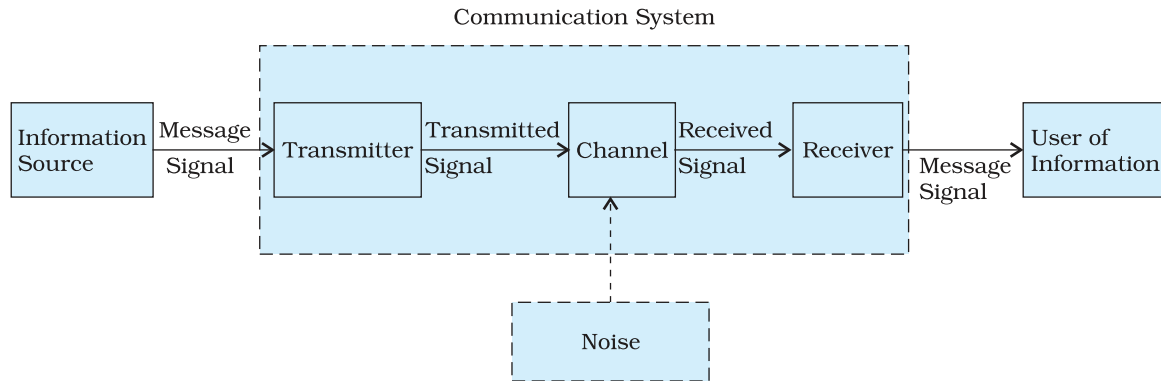 Communication System
Information
Source
Message
Signal
Transmitter
Transmitted
Signal
Channel
Received
Signal
Receiver
Message
Signal
User of
Information
Noise